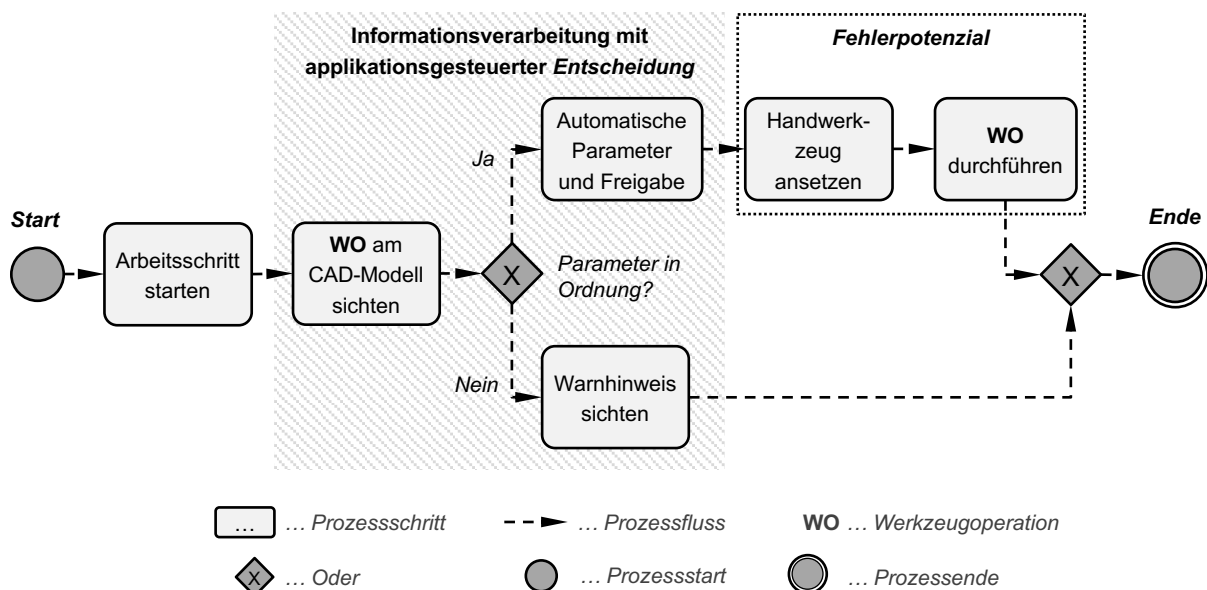 Informationsverarbeitung mit
applikationsgesteuerter Entscheidung
Fehlerpotenzial
Automatische
Parameter
und Freigabe
Handwerk-
zeug
ansetzen
WO
durchführen
Ja
Start
Arbeitsschritt
starten
WO am
CAD-Modell
sichten
X
Parameter in
Ordnung?
X
Ende
Nein
Warnhinweis
sichten
… … Prozessschritt
… Prozessfluss
WO … Werkzeugoperation
X … Oder
… Prozessstart
… Prozessende